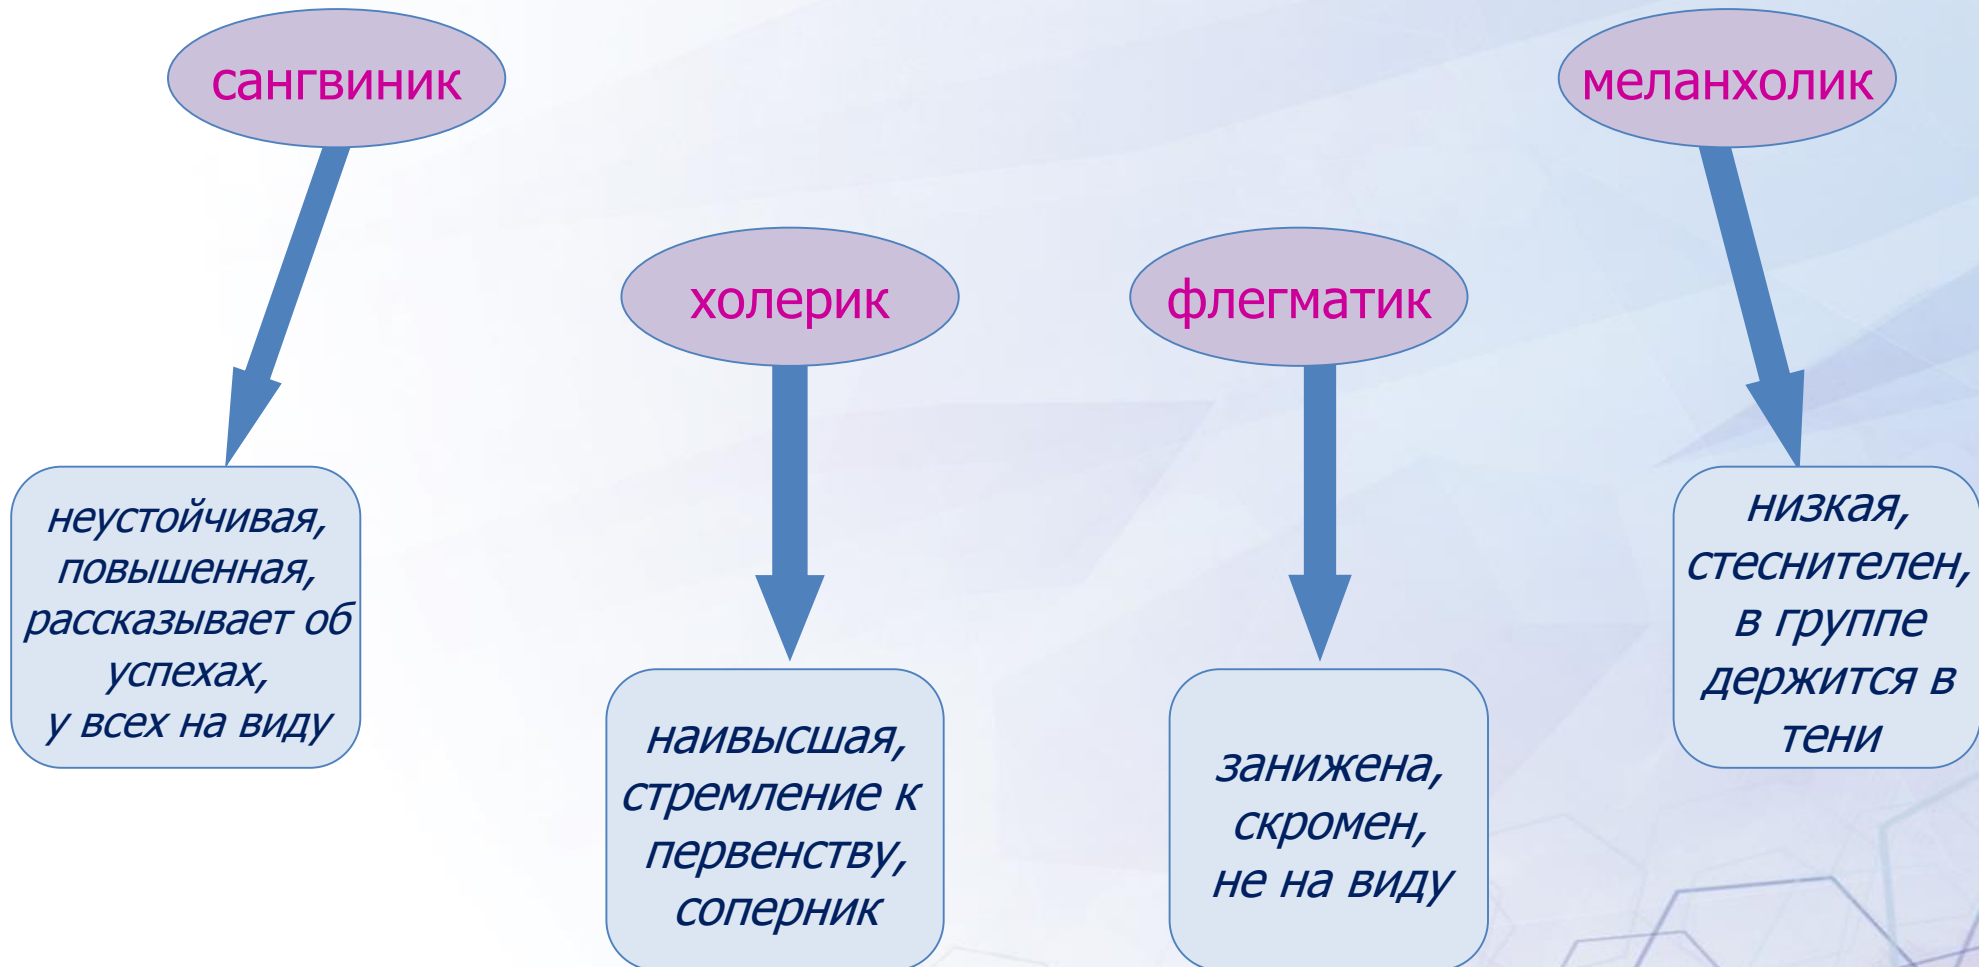 сангвиник
меланхолик
холерик
флегматик
неустойчивая,
повышенная,
рассказывает об
успехах,
у всех на виду
наивысшая,
стремление к
первенству,
соперник
занижена,
скромен,
не на виду
низкая,
стеснителен,
в группе
держится в
тени